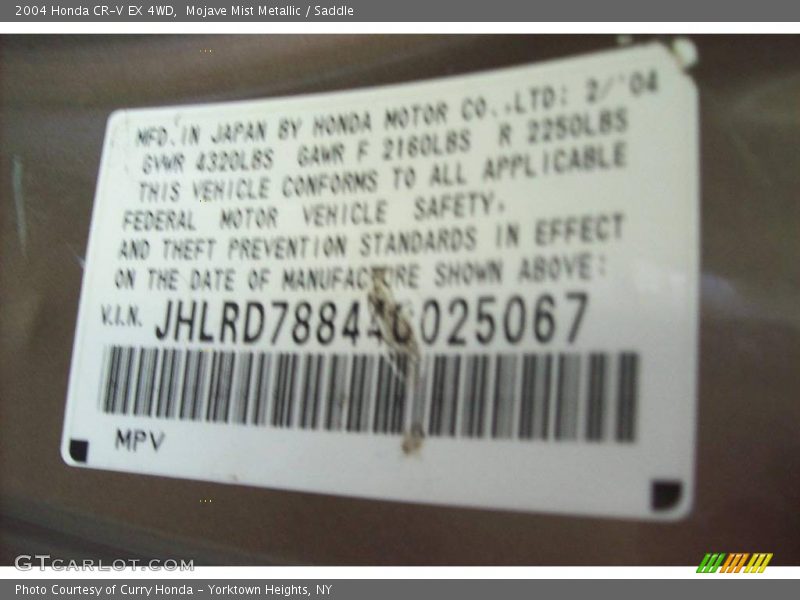 2004 Honda CR-V EX 4WD, Mojave Mist Metallic / Saddle
MFD. IN JAPAN BY HONDA MOTOR CO., LTD: 2/'04
GVWR 4320LBS GAWR F 2160LBS R 2250LBS
THIS VEHICLE CONFORMS TO ALL APPLICABLE
FEDERAL MOTOR VEHICLE SAFETY,
AND THEFT PREVENTION STANDARDS IN EFFECT
ON THE DATE OF MANUFACTURE SHOWN ABOVE:
V.I.N.
MPV
GTCARLOT.COM
Photo Courtesy of Curry Honda - Yorktown Heights, NY